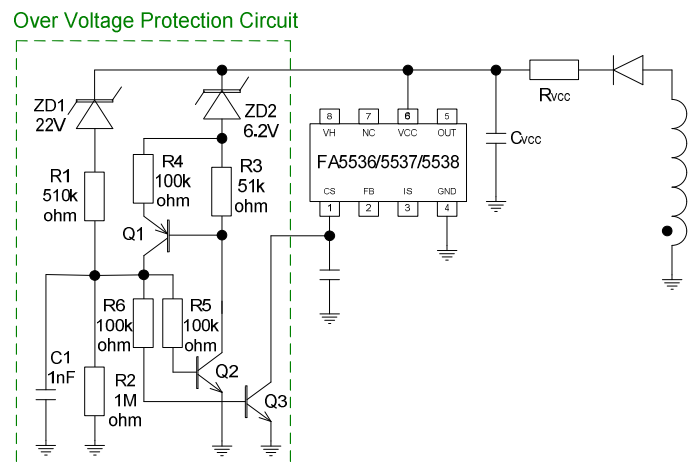 Over Voltage Protection Circuit
ZD1
22V
ZD2
6.2V
R1
510k
ohm
R4
100k
ohm
R3
51k
ohm
Q1
R6
100k
ohm
R5
100k
ohm
C1
1nF
R2
1M
ohm
Q2
Q3
8 7 6 5
VH NC VCC OUT
FA5536/5537/5538
CS FB IS GND
1 2 3 4
CVCC
RVCC